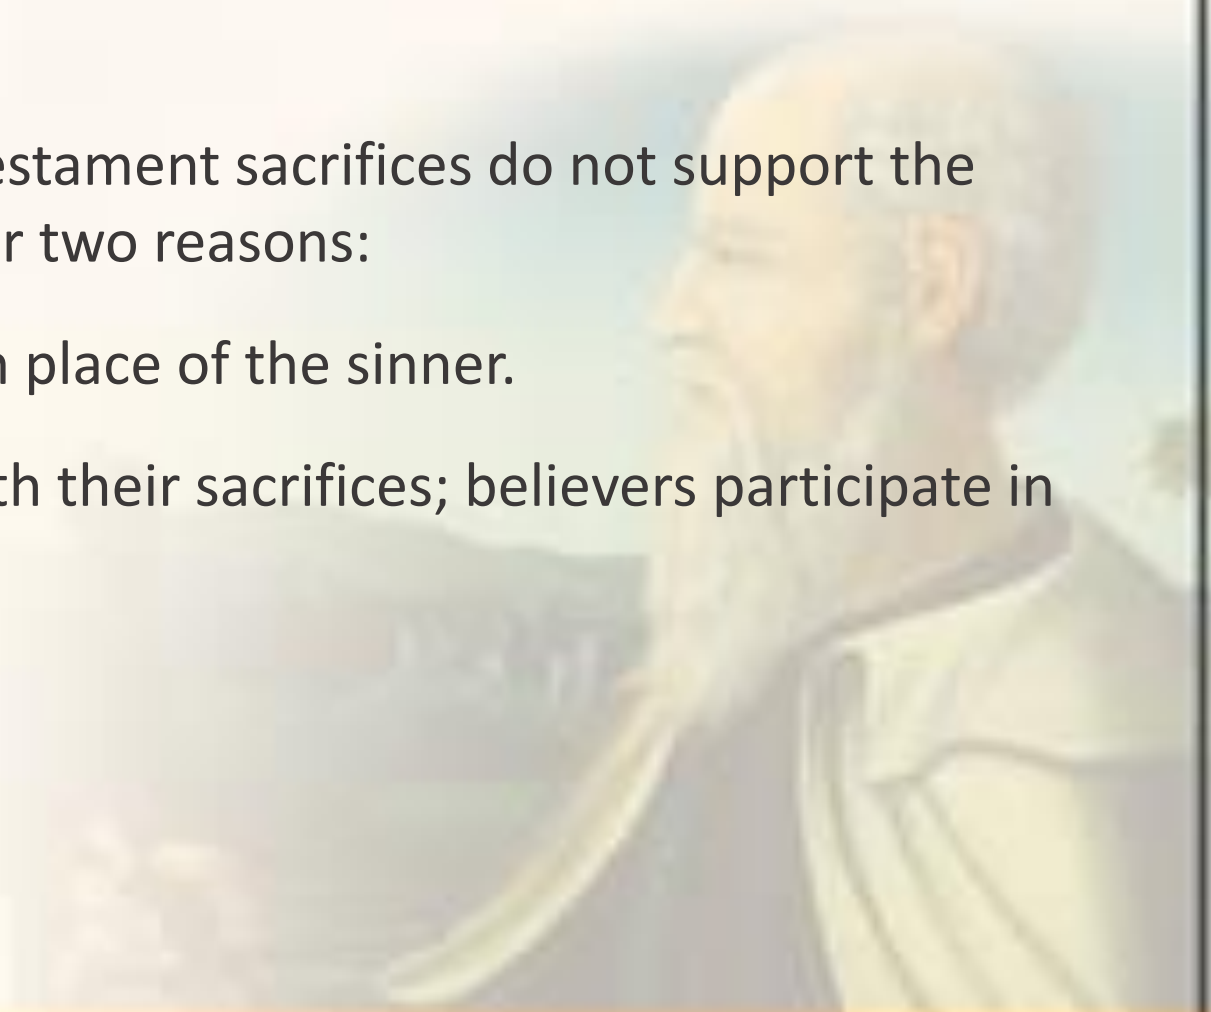 estament sacrifices do not support the
r two reasons:
n place of the sinner.
th their sacrifices; believers participate in